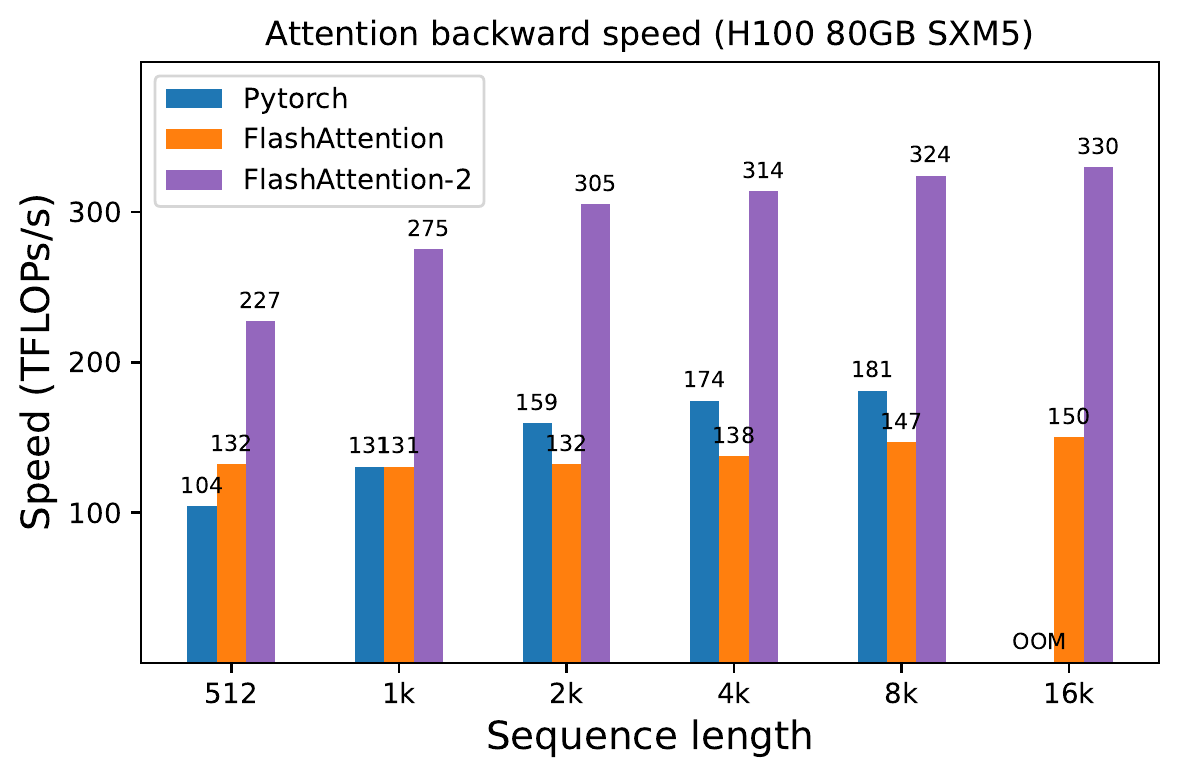 Attention backward speed (H100 80GB SXM5)
Pytorch
FlashAttention
FlashAttention-2
Speed (TFLOPs/s)
300
200
100
104
132
227
131
131
275
159
132
305
174
138
314
181
147
324
OOM
150
330
512
1k
2k
4k
8k
16k
Sequence length